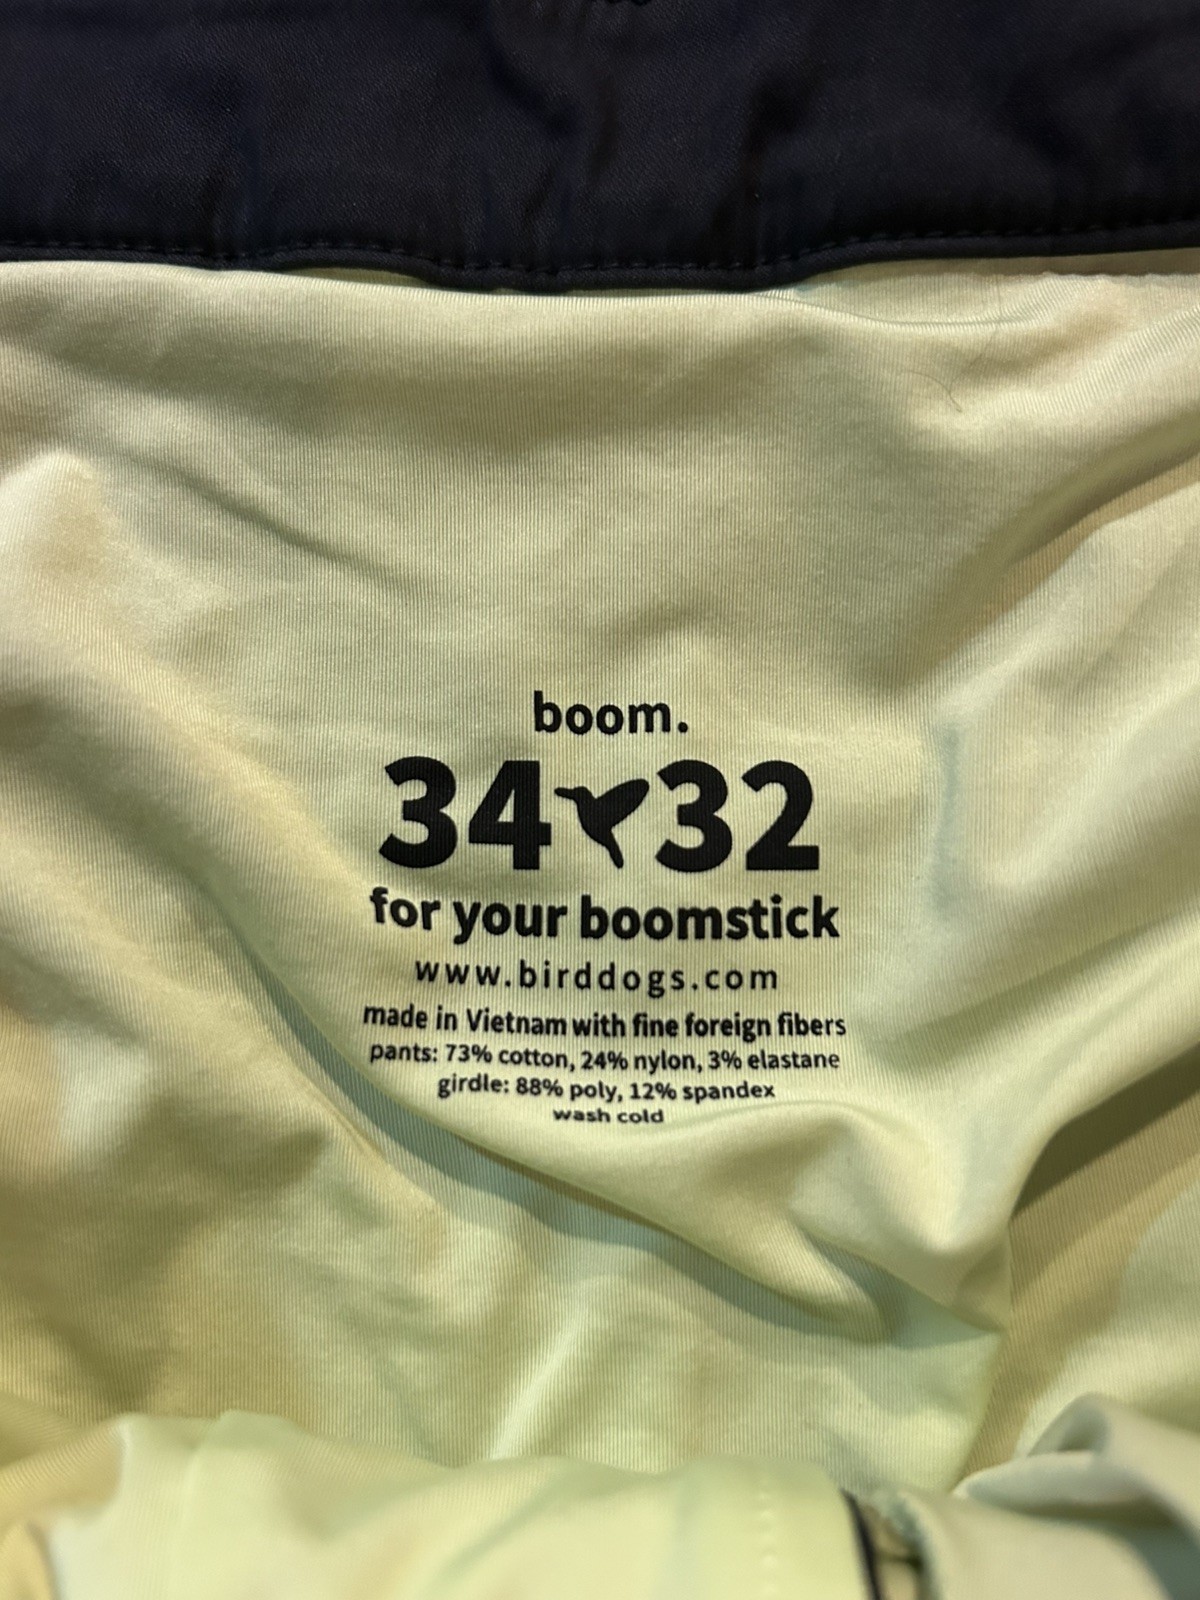 boom.
34 32
for your boomstick
www.birddogs.com
made in Vietnam with fine foreign fibers
pants: 73% cotton, 24% nylon, 3% elastane
girdle: 88% poly, 12% spandex
wash cold